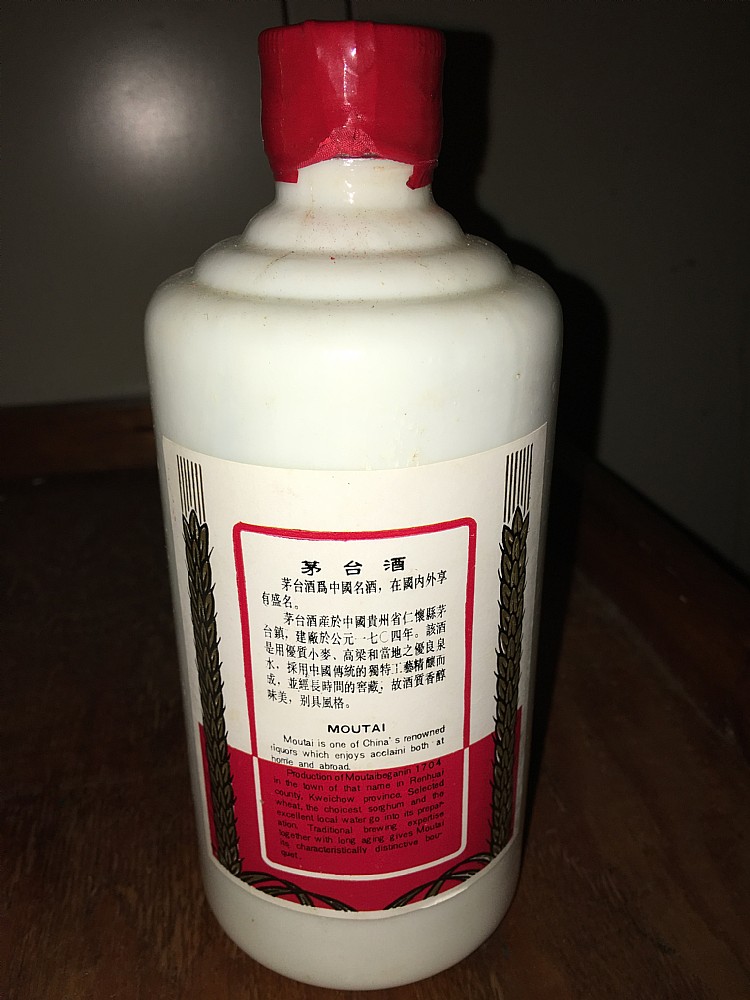 茅台酒
茅台酒爲中國名酒，在國內外享
有盛名。
茅台酒産於中國貴州省仁懷縣茅
台鎮，建廠於公元一七〇四年。該酒
是用優質小麥、高梁和當地之優良泉
水，採用中國傳統的獨特工藝精釀而
成，並經長時間的窖藏，故酒質香醇
味美，别具風格。
MOUTAI
Moutai is one of China's renowned
liquors which enjoys acclaim both at
home and abroad.
Production of Moutai began in 1704
in the town of that name in Renhuai
county, Kweichow province. Selected
wheat, the choicest sorghum and the
excellent local water go into its prepar-
ation. Traditional brewing expertise
together with long aging gives Moutai
its characteristically distinctive bou-
quet.